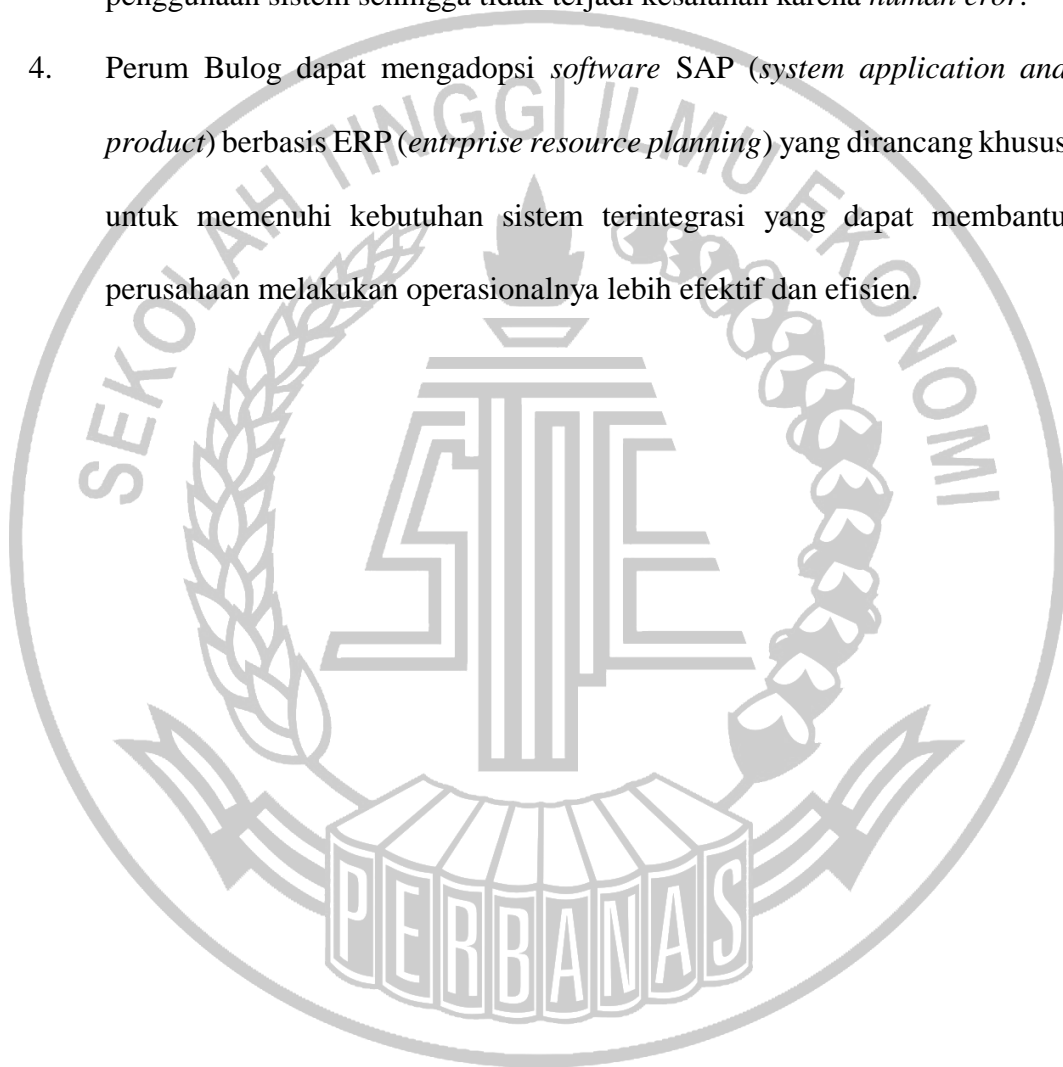 penggunaan sistem sehingga tidak terjadi kesalahan karena human eror.
4. Perum Bulog dapat mengadopsi software SAP (system application and
product) berbasis ERP (entrprise resource planning) yang dirancang khusus
untuk memenuhi kebutuhan sistem terintegrasi yang dapat membantu
perusahaan melakukan operasionalnya lebih efektif dan efisien.
SEKOLAH TINGGI ILMU EKONOMI
STIE
PERBANAS